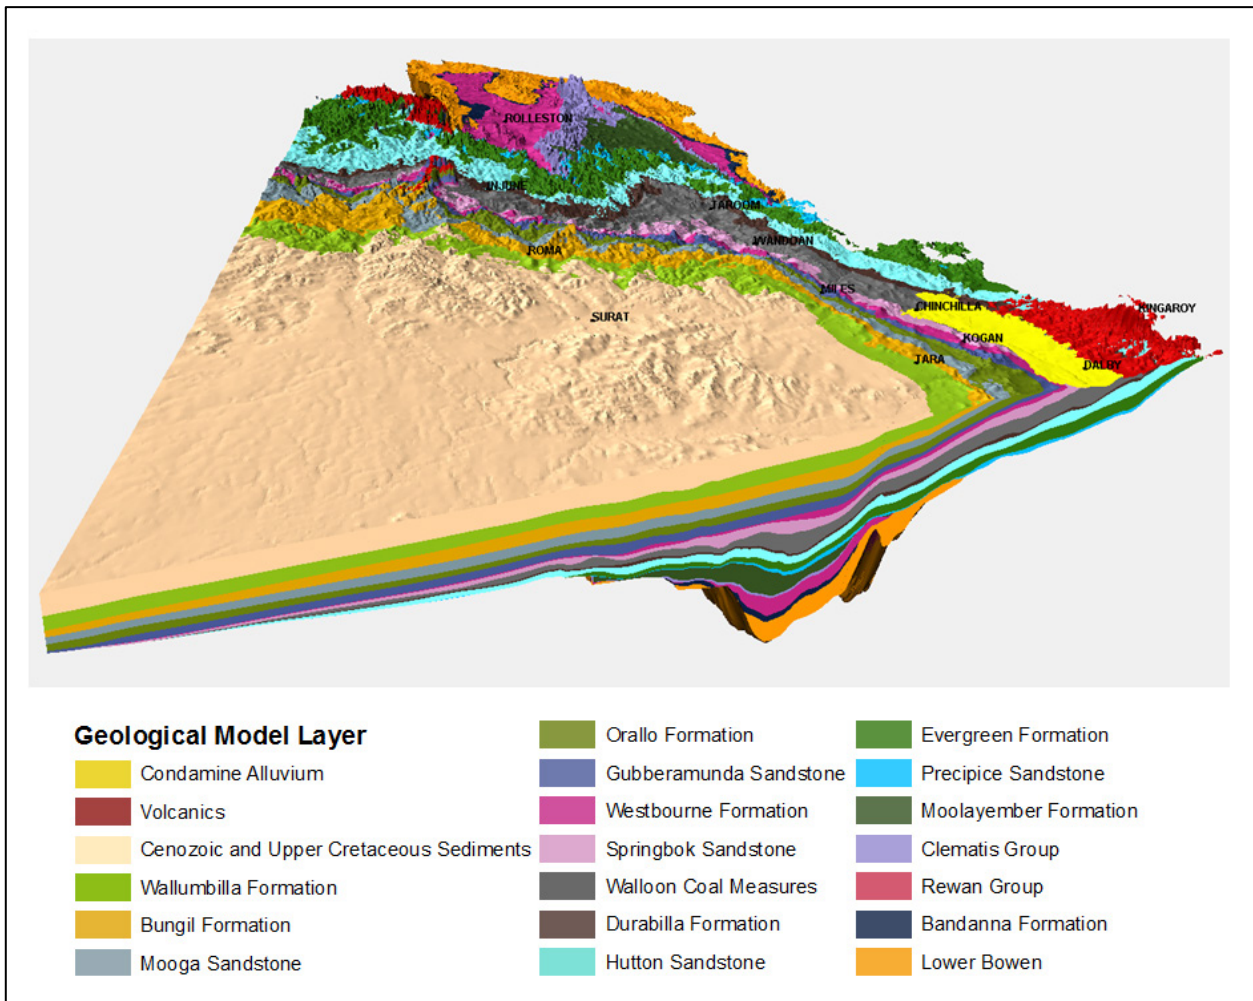 ROLLESTON
INJUNE
TAROOM
WANDOAN
ROMA
MILES
SURAT
CHINCHILLA
KINGAROY
KOGAN
TARA
DALBY
Geological Model Layer
Condamine Alluvium
Volcanics
Cenozoic and Upper Cretaceous Sediments
Wallumbilla Formation
Bungil Formation
Mooga Sandstone
Orallo Formation
Gubberamunda Sandstone
Westbourne Formation
Springbok Sandstone
Walloon Coal Measures
Durabilla Formation
Hutton Sandstone
Evergreen Formation
Precipice Sandstone
Moolayember Formation
Clematis Group
Rewan Group
Bandanna Formation
Lower Bowen